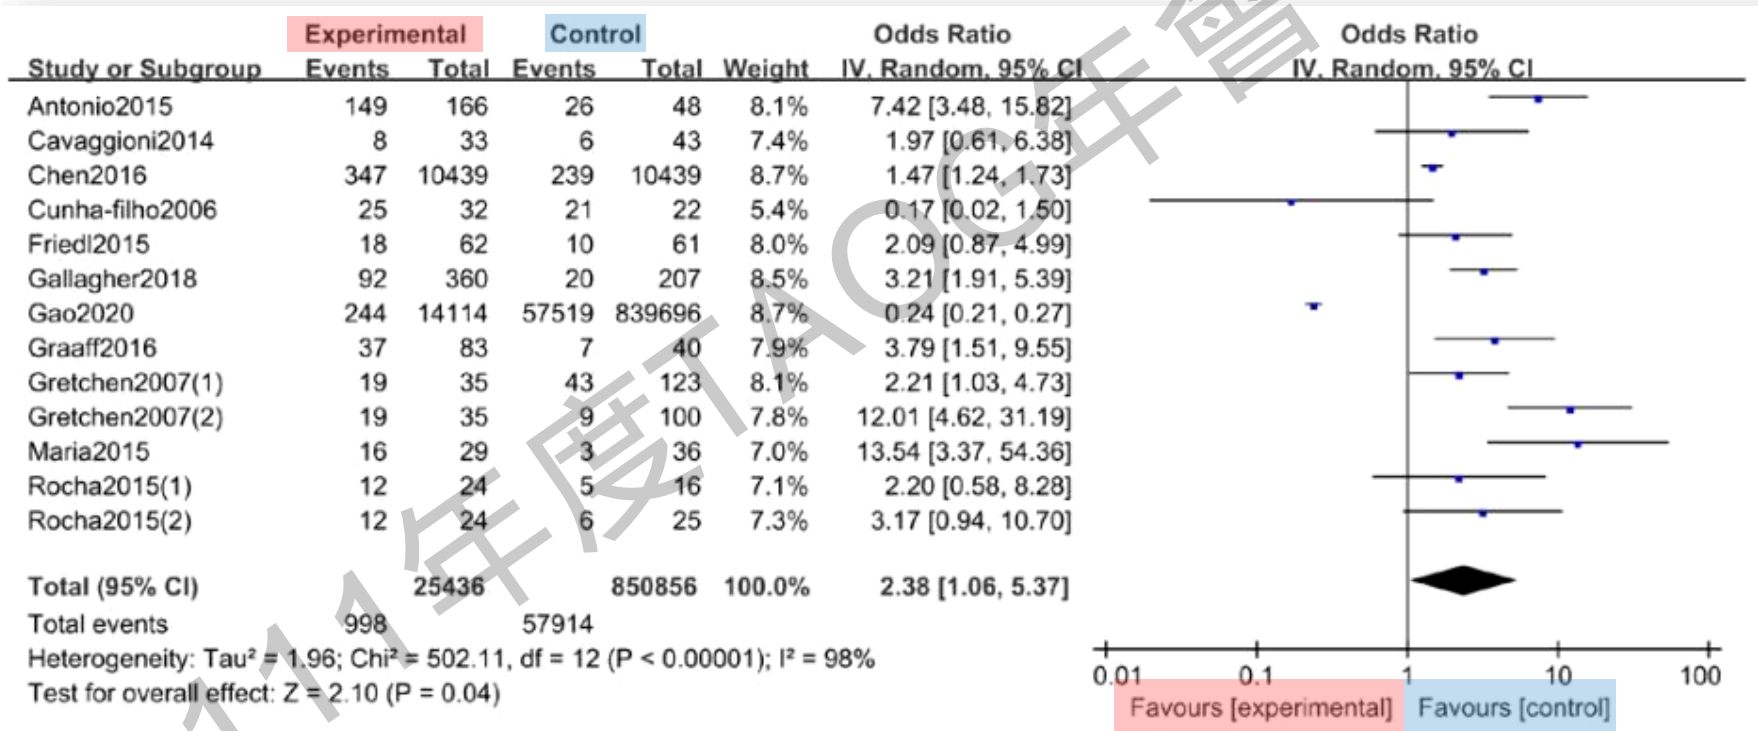 Experimental Control Odds Ratio Odds Ratio
Study or Subgroup Events Total Events Total Weight IV, Random, 95% CI IV, Random, 95% CI
Antonio2015 149 166 26 48 8.1% 7.42 [3.48, 15.82]
Cavaggioni2014 8 33 6 43 7.4% 1.97 [0.61, 6.38]
Chen2016 347 10439 239 10439 8.7% 1.47 [1.24, 1.73]
Cunha-filho2006 25 32 21 22 5.4% 0.17 [0.02, 1.50]
Friedl2015 18 62 10 61 8.0% 2.09 [0.87, 4.99]
Gallagher2018 92 360 20 207 8.5% 3.21 [1.91, 5.39]
Gao2020 244 14114 57519 839696 8.7% 0.24 [0.21, 0.27]
Graaff2016 37 83 7 40 7.9% 3.79 [1.51, 9.55]
Gretchen2007(1) 19 35 43 123 8.1% 2.21 [1.03, 4.73]
Gretchen2007(2) 19 35 9 100 7.8% 12.01 [4.62, 31.19]
Maria2015 16 29 3 36 7.0% 13.54 [3.37, 54.36]
Rocha2015(1) 12 24 5 16 7.1% 2.20 [0.58, 8.28]
Rocha2015(2) 12 24 6 25 7.3% 3.17 [0.94, 10.70]
Total (95% CI) 25436 850856 100.0% 2.38 [1.06, 5.37]
Total events 998 57914
Heterogeneity: Tau² = 1.96; Chi² = 502.11, df = 12 (P < 0.00001); I² = 98%
Test for overall effect: Z = 2.10 (P = 0.04)
0.01 0.1 1 10 100
Favours [experimental] Favours [control]
111年度TAOG年會